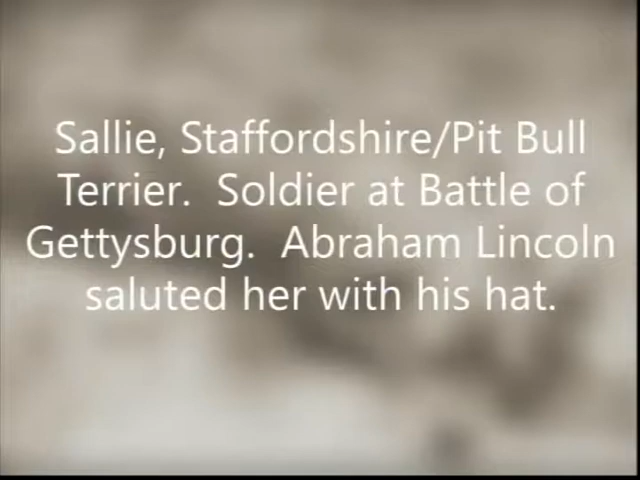 Sallie, Staffordshire/Pit Bull
Terrier.  Soldier at Battle of
Gettysburg.  Abraham Lincoln
saluted her with his hat.